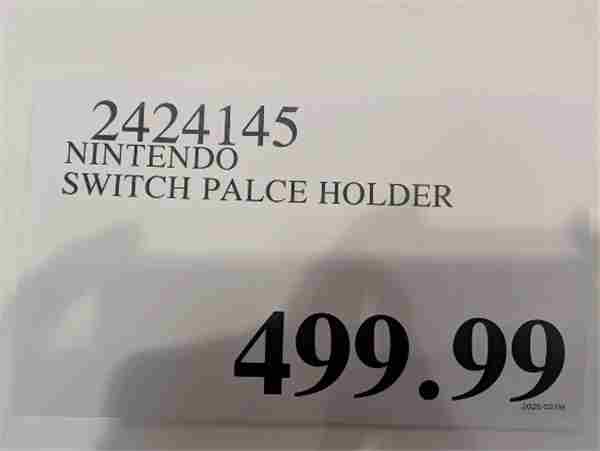 2424145
NINTENDO
SWITCH PALCE HOLDER
499.99